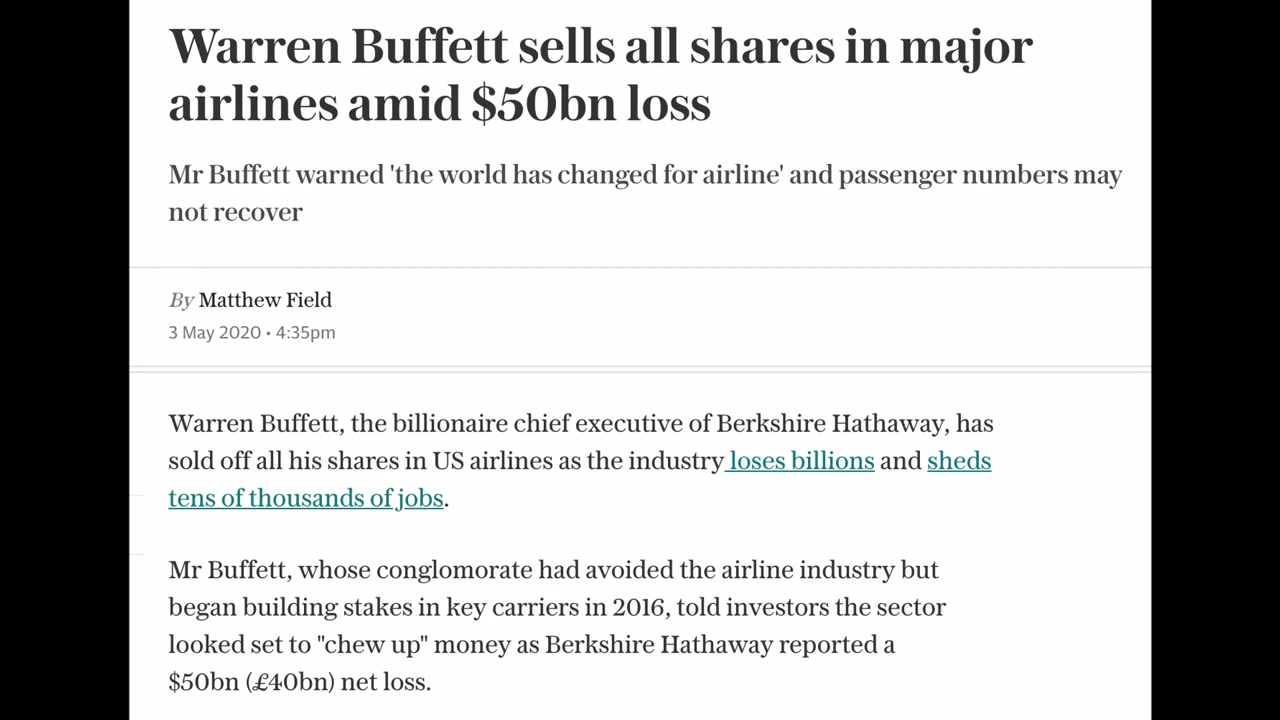 Warren Buffett sells all shares in major
airlines amid $50bn loss
Mr Buffett warned 'the world has changed for airline' and passenger numbers may
not recover
By Matthew Field
3 May 2020 • 4:35pm
Warren Buffett, the billionaire chief executive of Berkshire Hathaway, has
sold off all his shares in US airlines as the industry loses billions and sheds
tens of thousands of jobs.
Mr Buffett, whose conglomorate had avoided the airline industry but
began building stakes in key carriers in 2016, told investors the sector
looked set to "chew up" money as Berkshire Hathaway reported a
$50bn (£40bn) net loss.